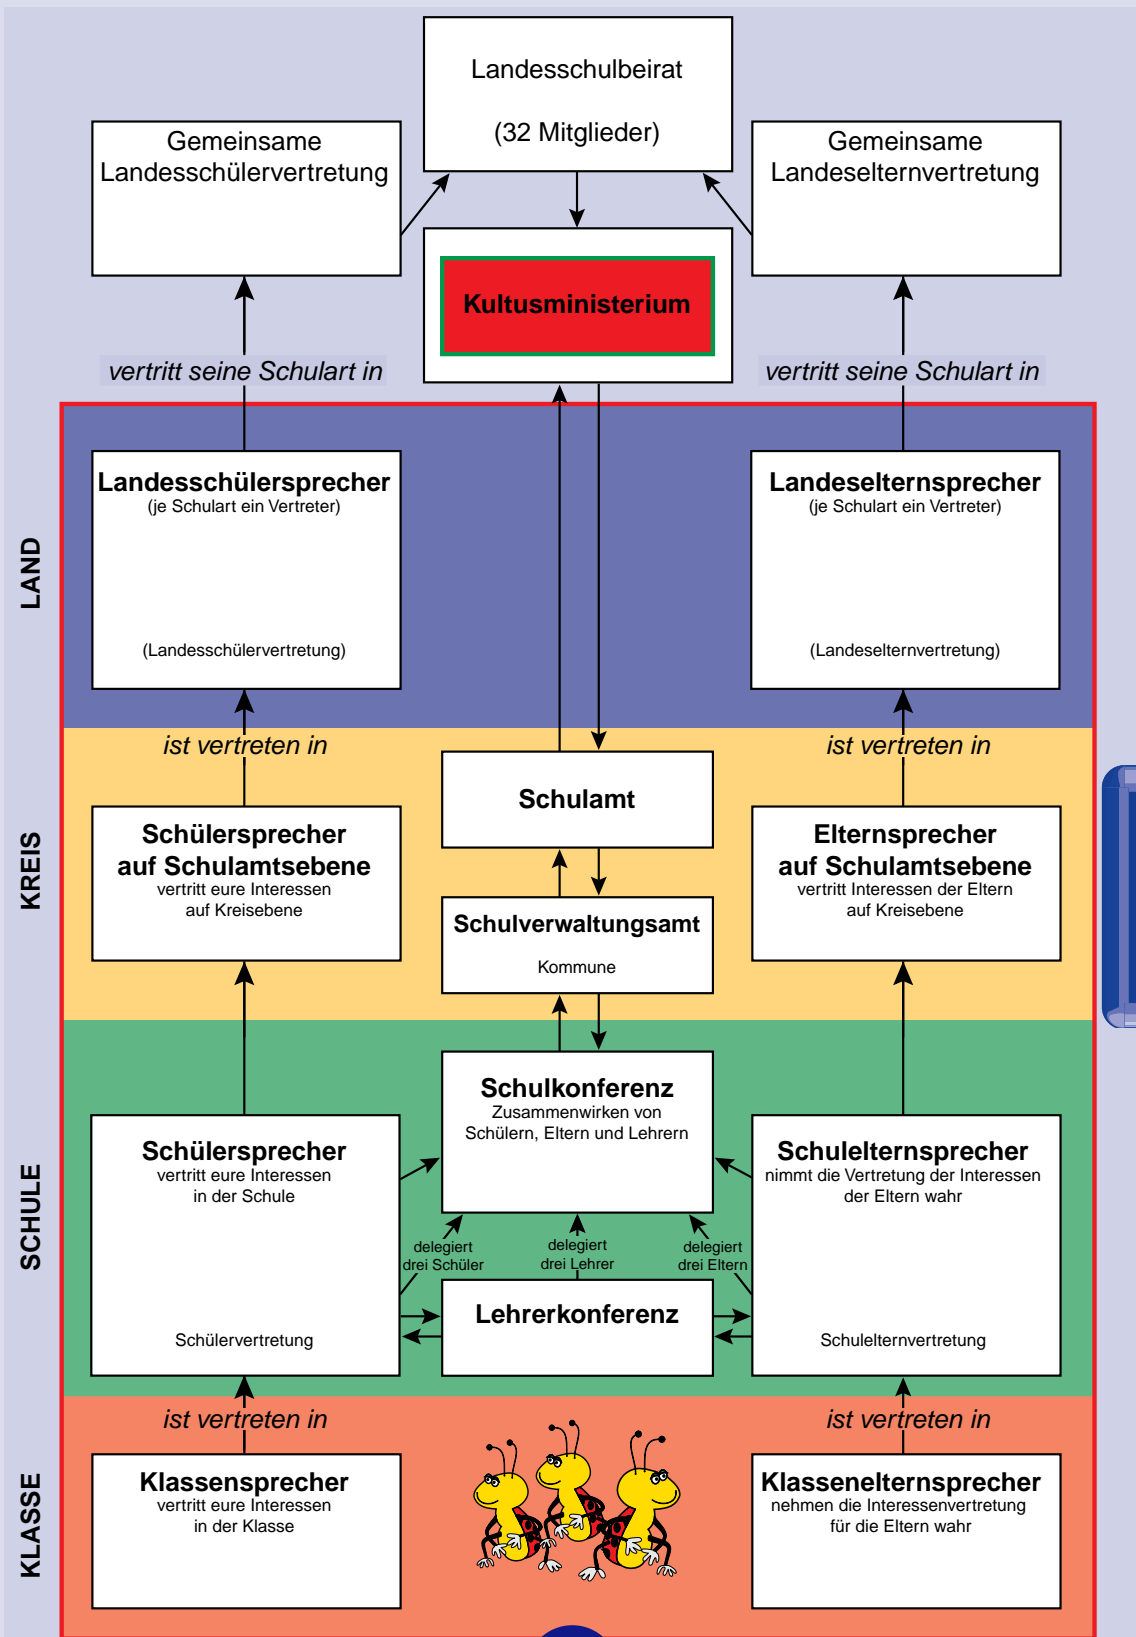 Landesschulbeirat
(32 Mitglieder)
Gemeinsame
Landesschülervertretung
Gemeinsame
Landeselternvertretung
Kultusministerium
vertritt seine Schulart in
vertritt seine Schulart in
LAND
Landesschülersprecher
(je Schulart ein Vertreter)
(Landesschülervertretung)
Landeselternsprecher
(je Schulart ein Vertreter)
(Landeselternvertretung)
ist vertreten in
ist vertreten in
KREIS
Schülersprecher
auf Schulamtsebene
vertritt eure Interessen
auf Kreisebene
Schulamt
Schulverwaltungsamt
Kommune
Elternsprecher
auf Schulamtsebene
vertritt Interessen der Eltern
auf Kreisebene
SCHULE
Schülersprecher
vertritt eure Interessen
in der Schule
Schülervertretung
Schulkonferenz
Zusammenwirken von
Schülern, Eltern und Lehrern
delegiert
drei Schüler
delegiert
drei Lehrer
delegiert
drei Eltern
Lehrerkonferenz
Schulelternsprecher
nimmt die Vertretung der Interessen
der Eltern wahr
Schulelternvertretung
ist vertreten in
ist vertreten in
KLASSE
Klassensprecher
vertritt eure Interessen
in der Klasse
Klassenelternsprecher
nehmen die Interessenvertretung
für die Eltern wahr